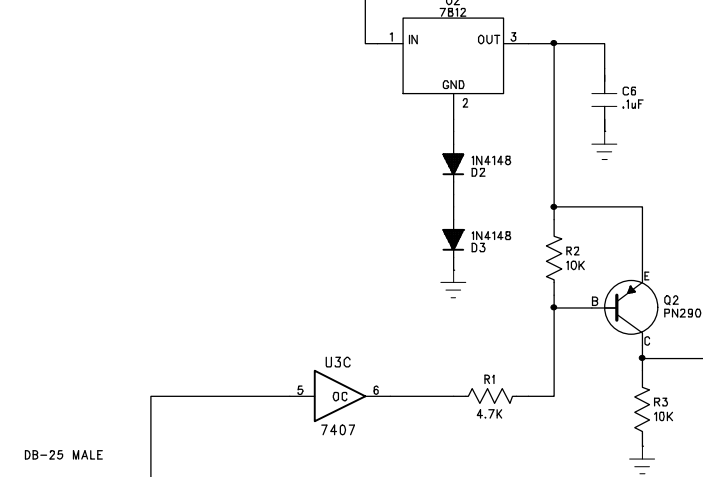 7812
1 IN OUT 3
GND
2
C6
.1uF
1N4148
D2
1N4148
D3
R2
10K
E
B
Q2
PN290
C
U3C
5 OC 6
7407
R1
4.7K
R3
10K
DB-25 MALE